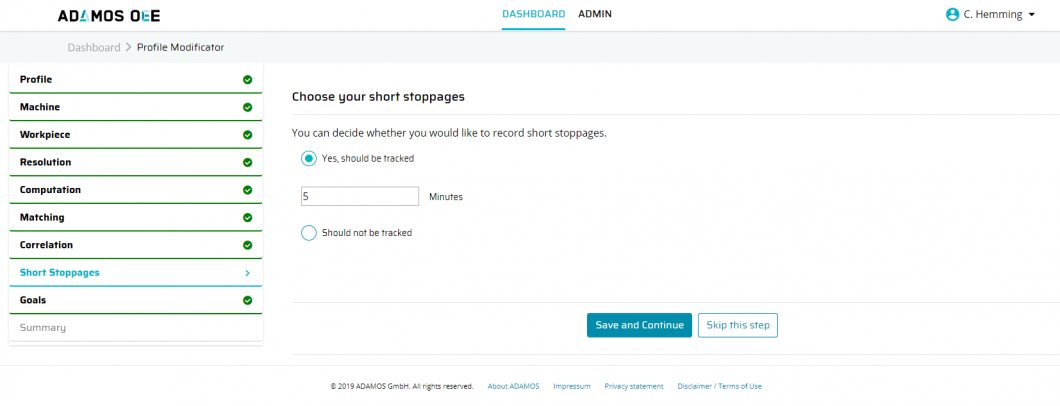 ADAMOS OEE
DASHBOARD ADMIN
C. Hemming
Dashboard > Profile Modificator
Profile
Machine
Workpiece
Resolution
Computation
Matching
Correlation
Short Stoppages
Goals
Summary
Choose your short stoppages
You can decide whether you would like to record short stoppages.
Yes, should be tracked
5 Minutes
Should not be tracked
Save and Continue Skip this step
© 2019 ADAMOS GmbH. All rights reserved. About ADAMOS Impressum Privacy statement Disclaimer / Terms of Use